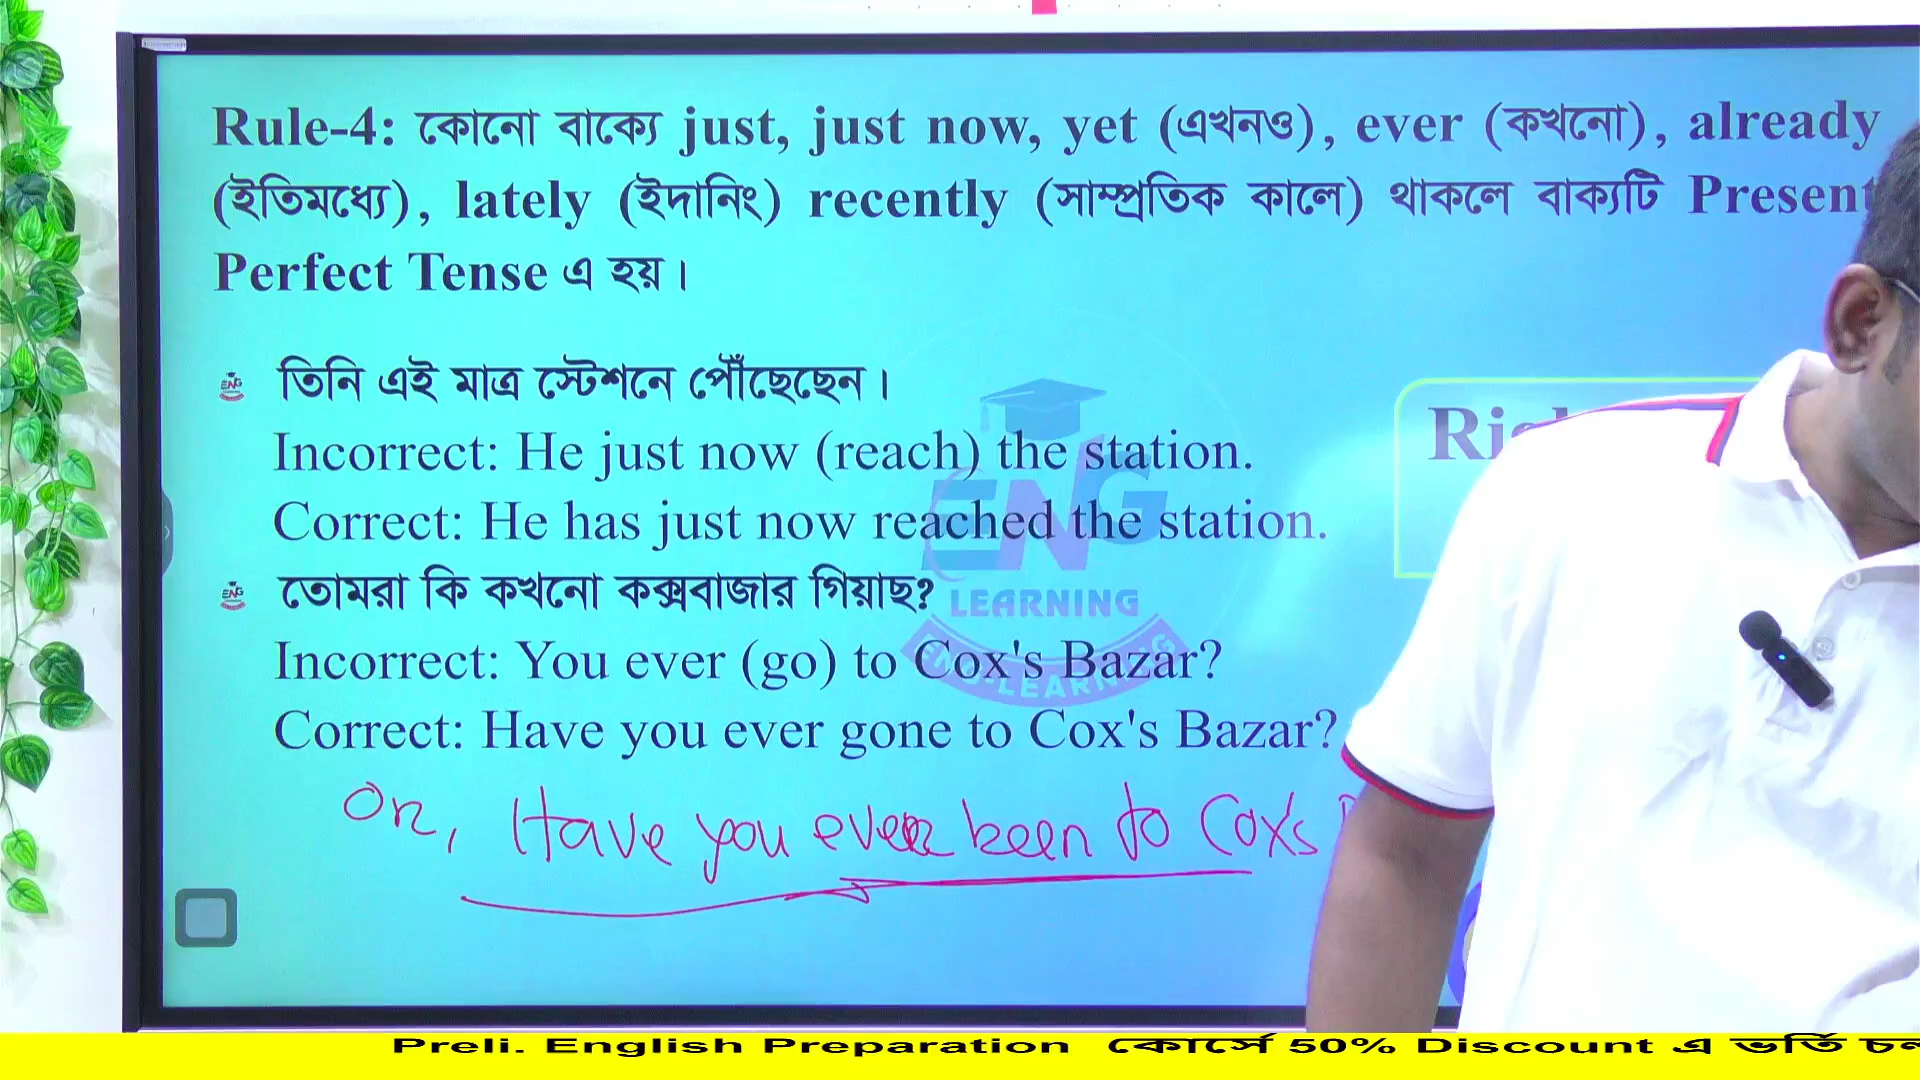 Rule-4: কোনো বাক্যে just, just now, yet (এখনও), ever (কখনো), already
(ইতিমধ্যে), lately (ইদানিং) recently (সাম্প্রতিক কালে) থাকলে বাক্যটি Present
Perfect Tense এ হয়।
তিনি এই মাত্র স্টেশনে পৌঁছেছেন।
Incorrect: He just now (reach) the station.
Correct: He has just now reached the station.
তোমরা কি কখনো কক্সবাজার গিয়াছ?
Incorrect: You ever (go) to Cox's Bazar?
Correct: Have you ever gone to Cox's Bazar?
Or, Have you ever been to Cox's
ENG
LEARNING
ENG-LEARNING
Preli. English Preparation কোর্সে 50% Discount এ ভর্তি